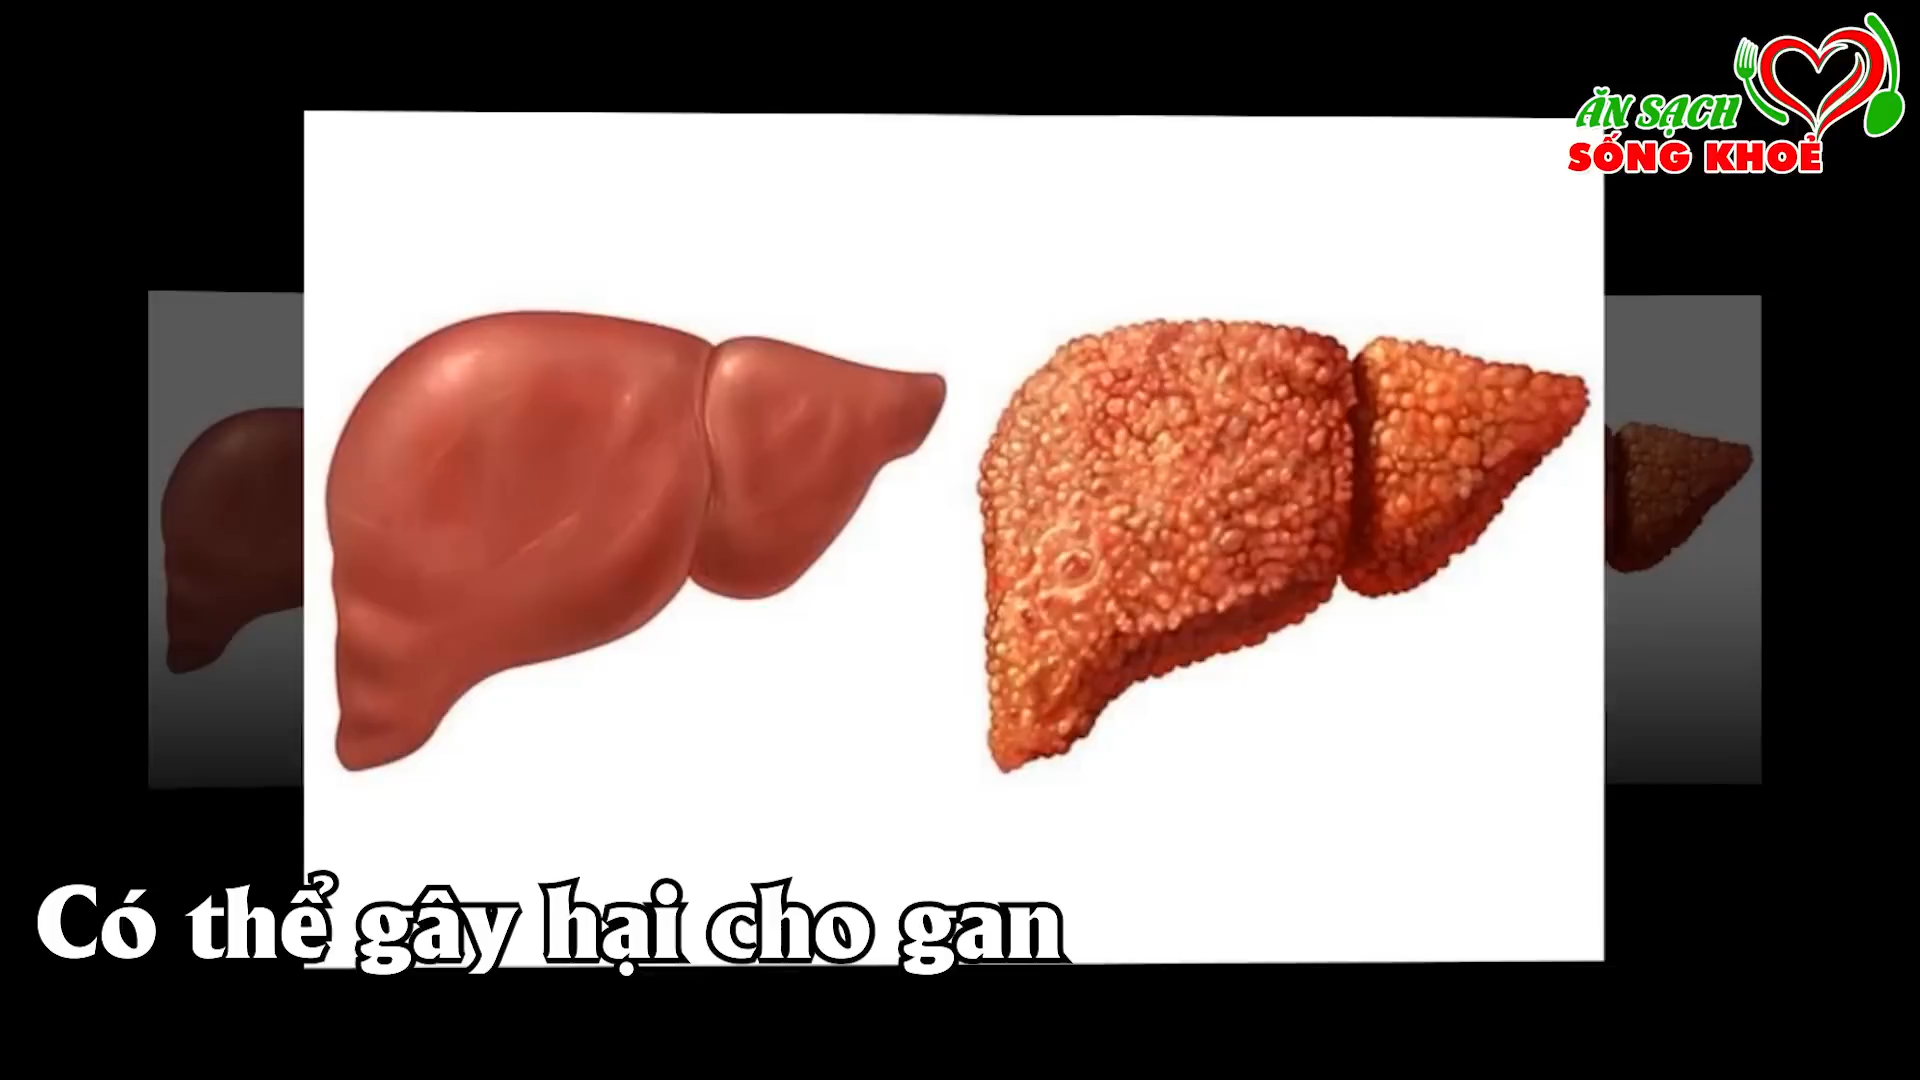 ĂN SẠCH
SỐNG KHOẺ
Có thể gây hại cho gan